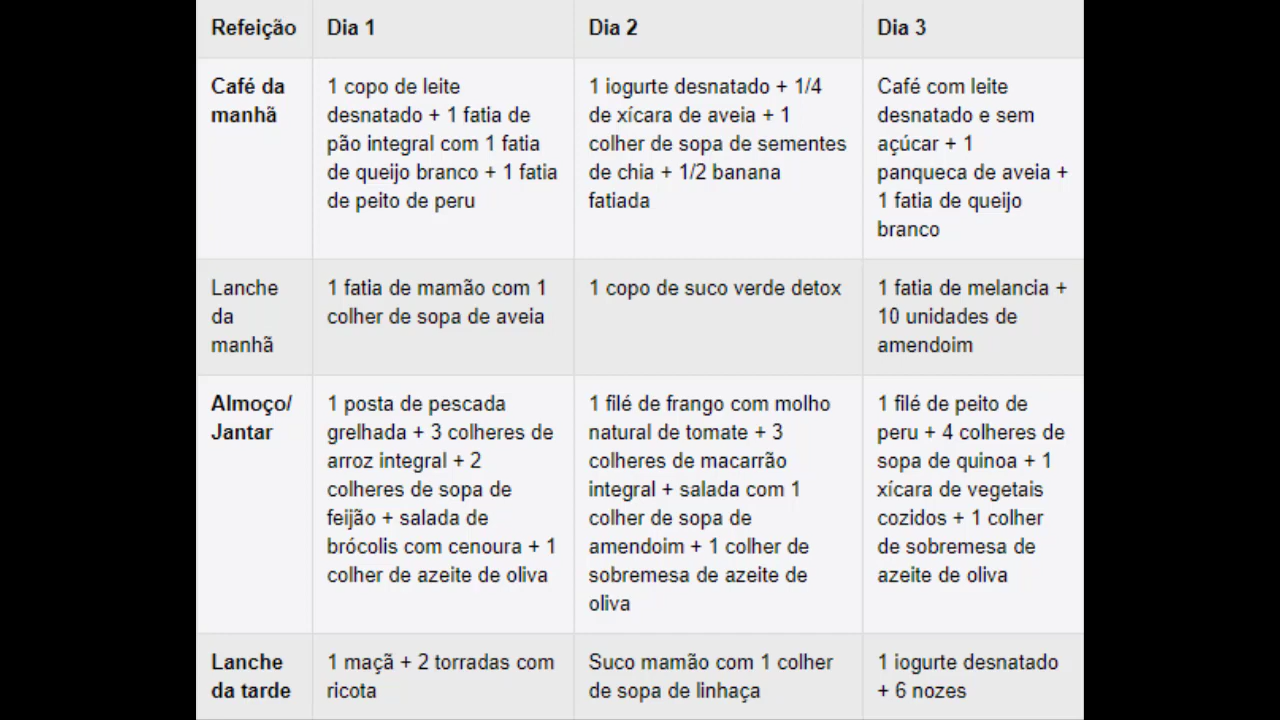 Refeição Dia 1 Dia 2 Dia 3
Café da
manhã
1 copo de leite
desnatado + 1 fatia de
pão integral com 1 fatia
de queijo branco + 1 fatia
de peito de peru
1 iogurte desnatado + 1/4
de xícara de aveia + 1
colher de sopa de sementes
de chia + 1/2 banana
fatiada
Café com leite
desnatado e sem
açúcar + 1
panqueca de aveia +
1 fatia de queijo
branco
Lanche
da
manhã
1 fatia de mamão com 1
colher de sopa de aveia
1 copo de suco verde detox
1 fatia de melancia +
10 unidades de
amendoim
Almoço/
Jantar
1 posta de pescada
grelhada + 3 colheres de
arroz integral + 2
colheres de sopa de
feijão + salada de
brócolis com cenoura + 1
colher de azeite de oliva
1 filé de frango com molho
natural de tomate + 3
colheres de macarrão
integral + salada com 1
colher de sopa de
amendoim + 1 colher de
sobremesa de azeite de
oliva
1 filé de peito de
peru + 4 colheres de
sopa de quinoa + 1
xícara de vegetais
cozidos + 1 colher
de sobremesa de
azeite de oliva
Lanche
da tarde
1 maçã + 2 torradas com
ricota
Suco mamão com 1 colher
de sopa de linhaça
1 iogurte desnatado
+ 6 nozes